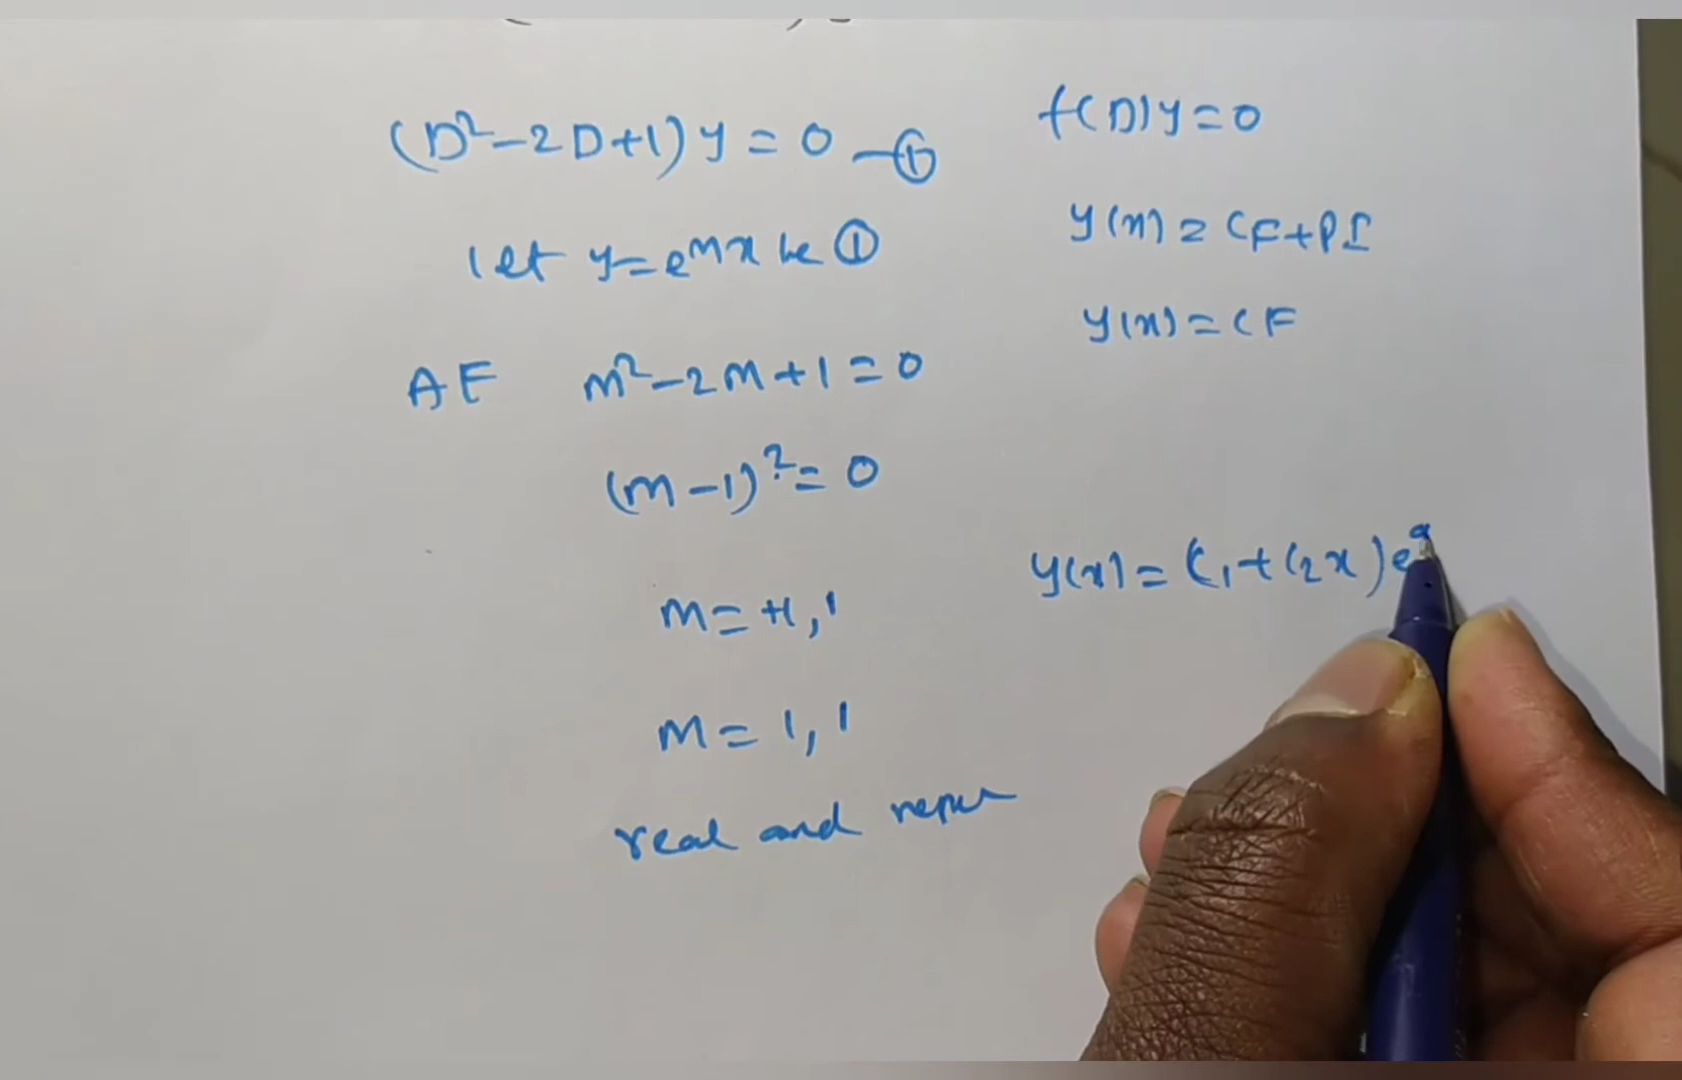 (D²-2D+1)y = 0 —①
let y=e^mx be ①
AE m²-2m+1=0
(m-1)²=0
m=+1,1
m=1,1
real and
f(D)y=0
y(x)=CF+PI
y(x)=CF
y(x)=(C₁+C₂x)e